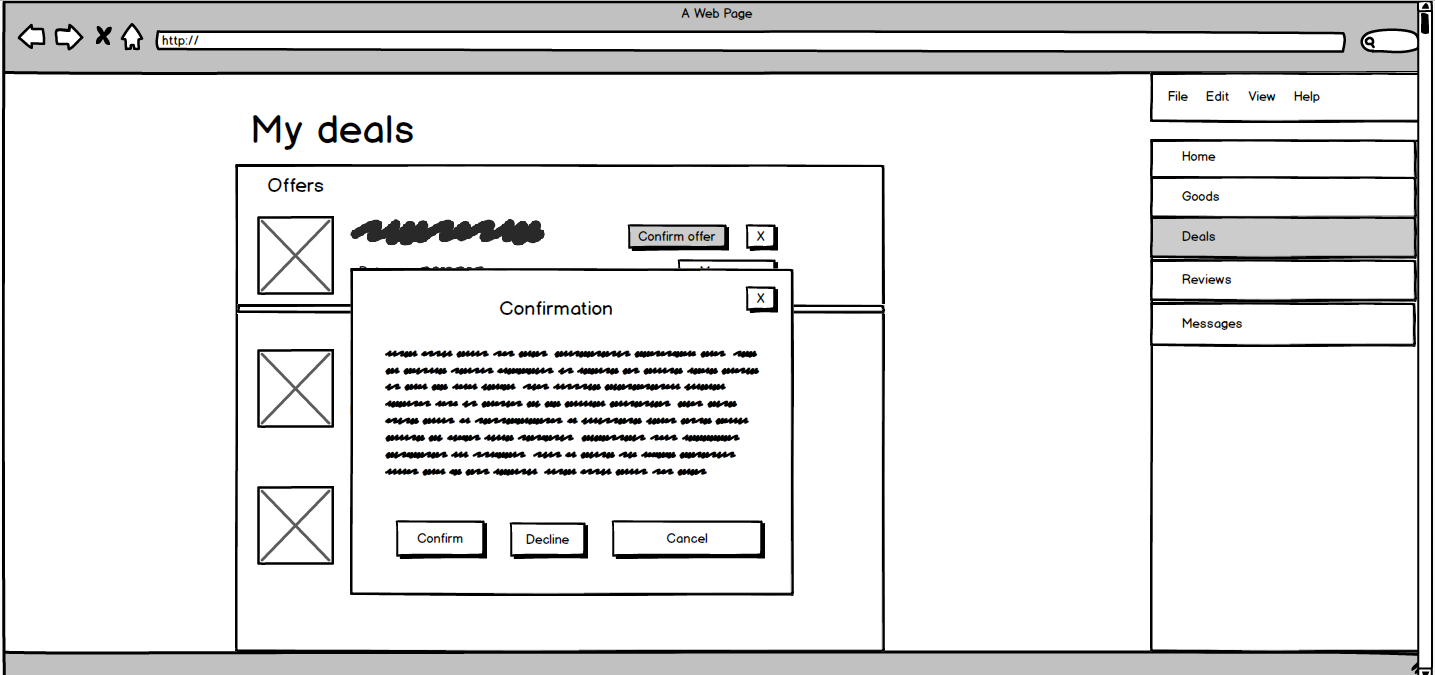 A Web Page
http://
File Edit View Help
My deals
Home
Offers
Goods
Confirm offer X
Deals
Reviews
Messages
Confirmation
X
Confirm Decline Cancel